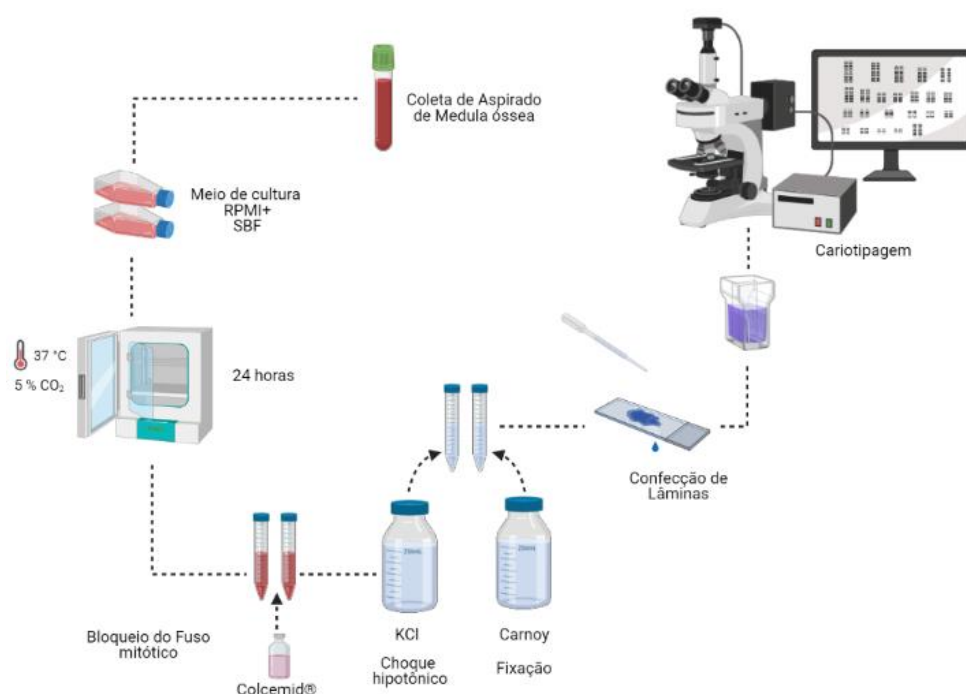 Coleta de Aspirado
de Medula óssea
Meio de cultura
RPMI+
SBF
37 °C
5 % CO₂
24 horas
Bloqueio do Fuso
mitótico
Colcemid®
KCl
Choque
hipotônico
Carnoy
Fixação
Confecção de
Lâminas
Cariotipagem